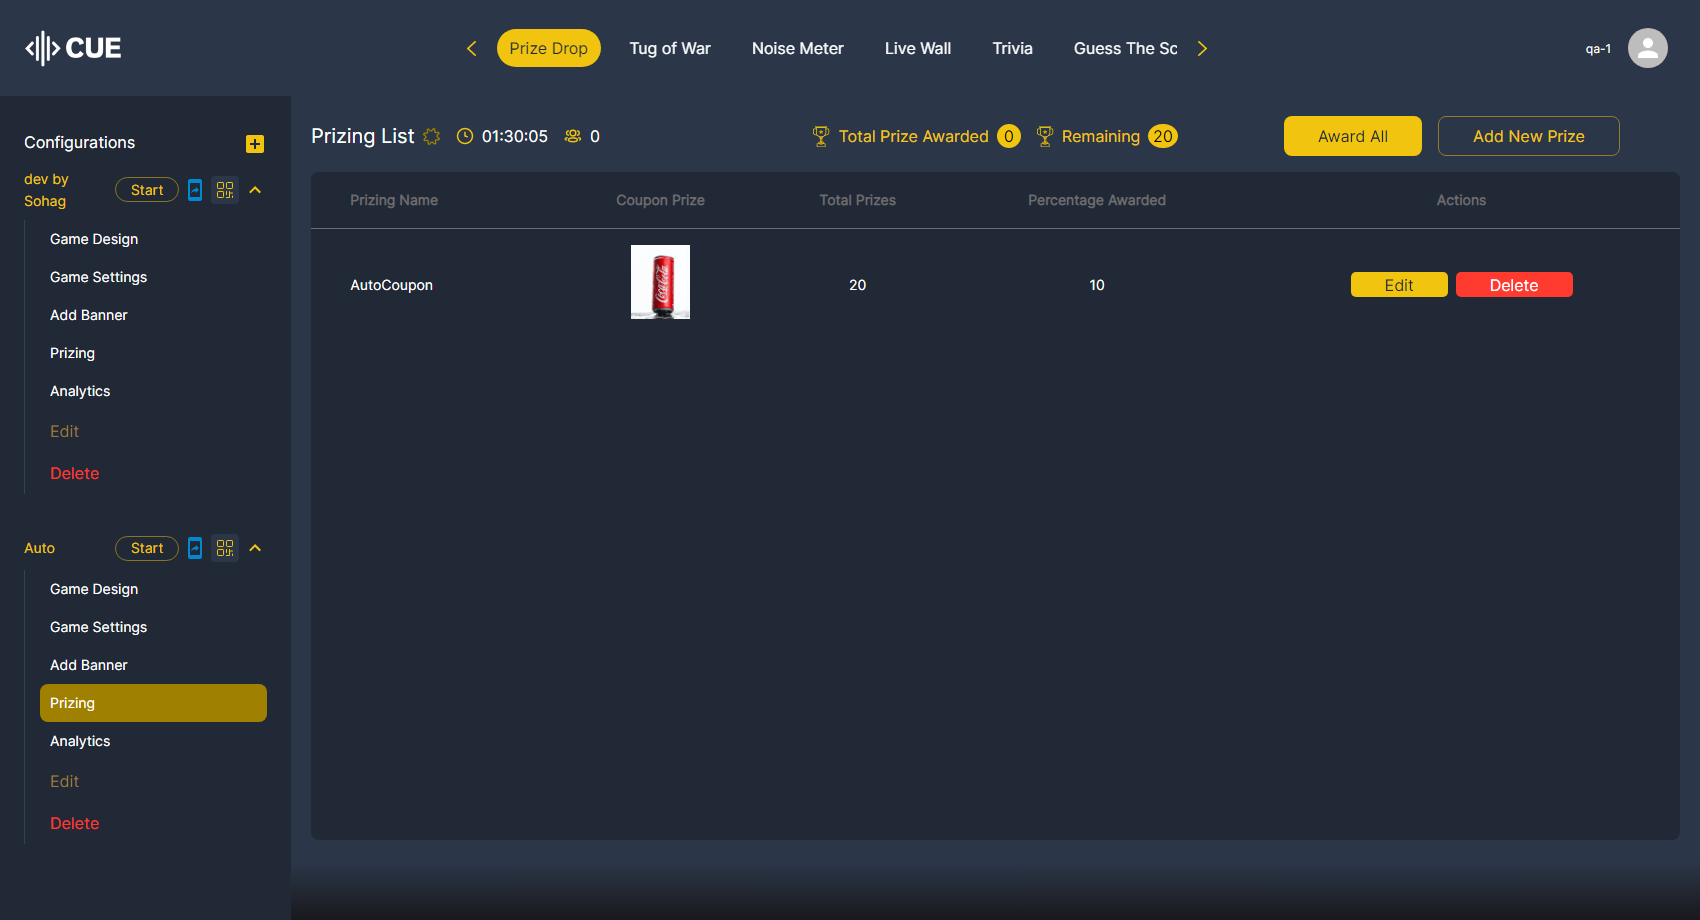 CUE
Prize Drop
Tug of War
Noise Meter
Live Wall
Trivia
Guess The Sc
qa-1
Configurations
dev by
Sohag
Start
Game Design
Game Settings
Add Banner
Prizing
Analytics
Edit
Delete
Auto
Start
Game Design
Game Settings
Add Banner
Prizing
Analytics
Edit
Delete
Prizing List
01:30:05
0
Total Prize Awarded 0
Remaining 20
Award All
Add New Prize
Prizing Name
Coupon Prize
Total Prizes
Percentage Awarded
Actions
AutoCoupon
Coca-Cola
20
10
Edit
Delete